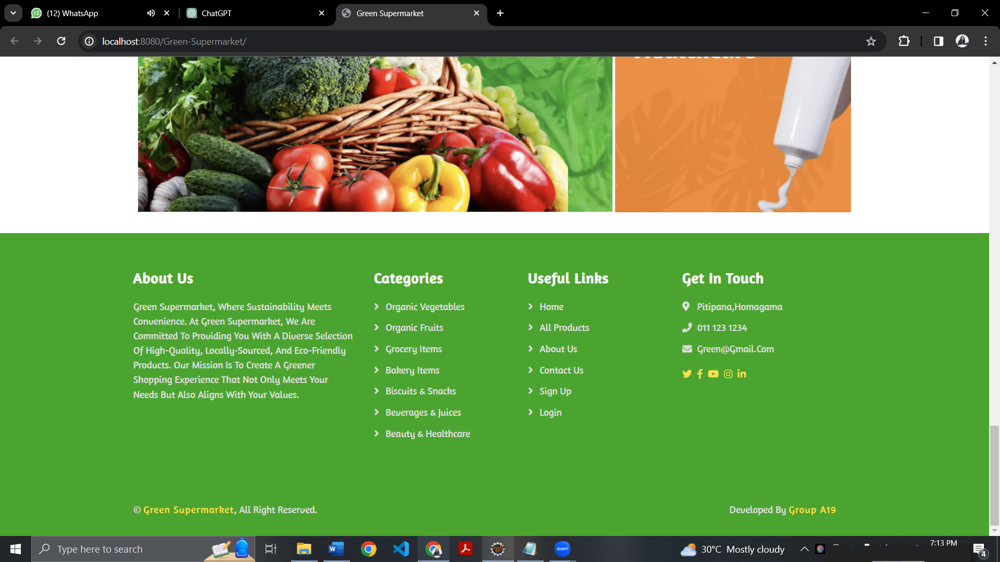 (12) WhatsApp
ChatGPT
Green Supermarket
localhost:8080/Green-Supermarket/
About Us
Green Supermarket, Where Sustainability Meets
Convenience. At Green Supermarket, We Are
Committed To Providing You With A Diverse Selection
Of High-Quality, Locally-Sourced, And Eco-Friendly
Products. Our Mission Is To Create A Greener
Shopping Experience That Not Only Meets Your
Needs But Also Aligns With Your Values.
Categories
Organic Vegetables
Organic Fruits
Grocery Items
Bakery Items
Biscuits & Snacks
Beverages & Juices
Beauty & Healthcare
Useful Links
Home
All Products
About Us
Contact Us
Sign Up
Login
Get In Touch
Pitipana,Homagama
011 123 1234
Green@Gmail.Com
© Green Supermarket, All Right Reserved.
Developed By Group A19
Type here to search
zoom
30°C Mostly cloudy
7:13 PM
4